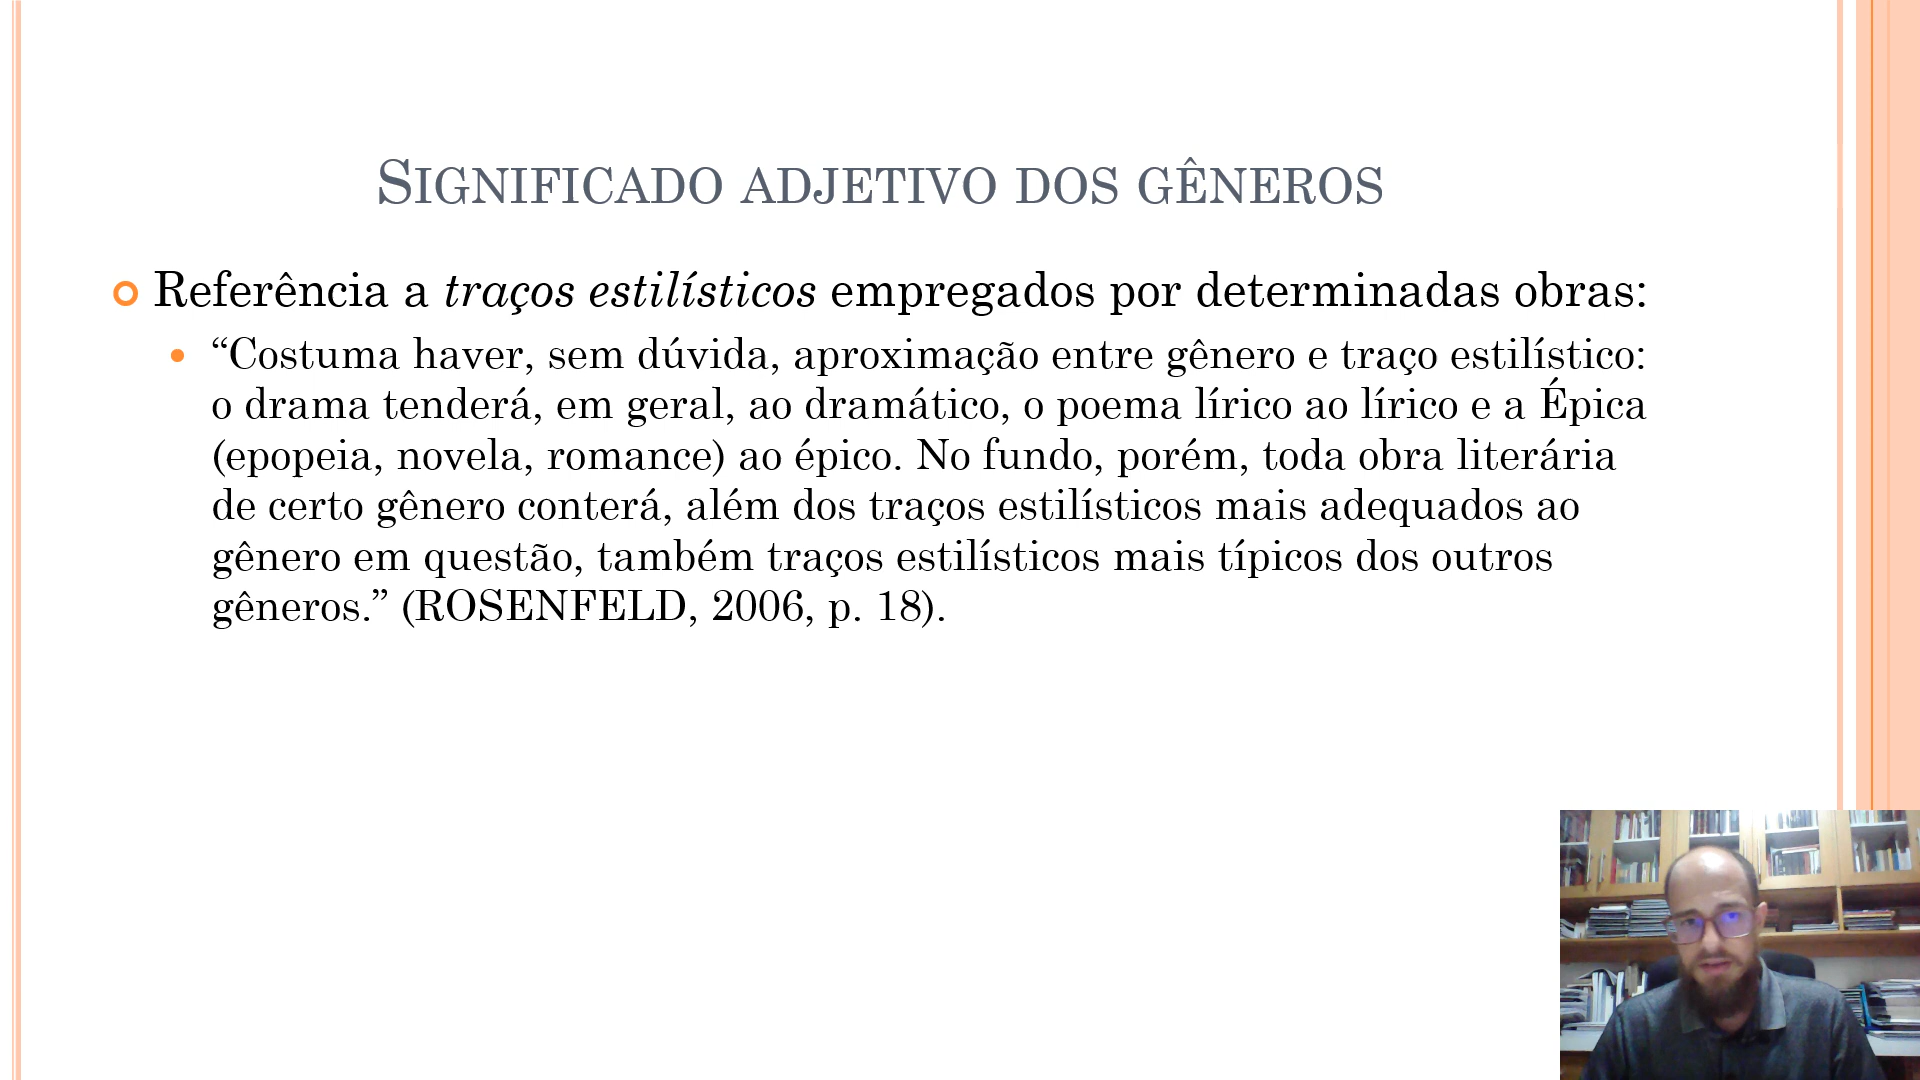 Significado adjetivo dos gêneros
Referência a traços estilísticos empregados por determinadas obras:
“Costuma haver, sem dúvida, aproximação entre gênero e traço estilístico:
o drama tenderá, em geral, ao dramático, o poema lírico ao lírico e a Épica
(epopeia, novela, romance) ao épico. No fundo, porém, toda obra literária
de certo gênero conterá, além dos traços estilísticos mais adequados ao
gênero em questão, também traços estilísticos mais típicos dos outros
gêneros.” (ROSENFELD, 2006, p. 18).